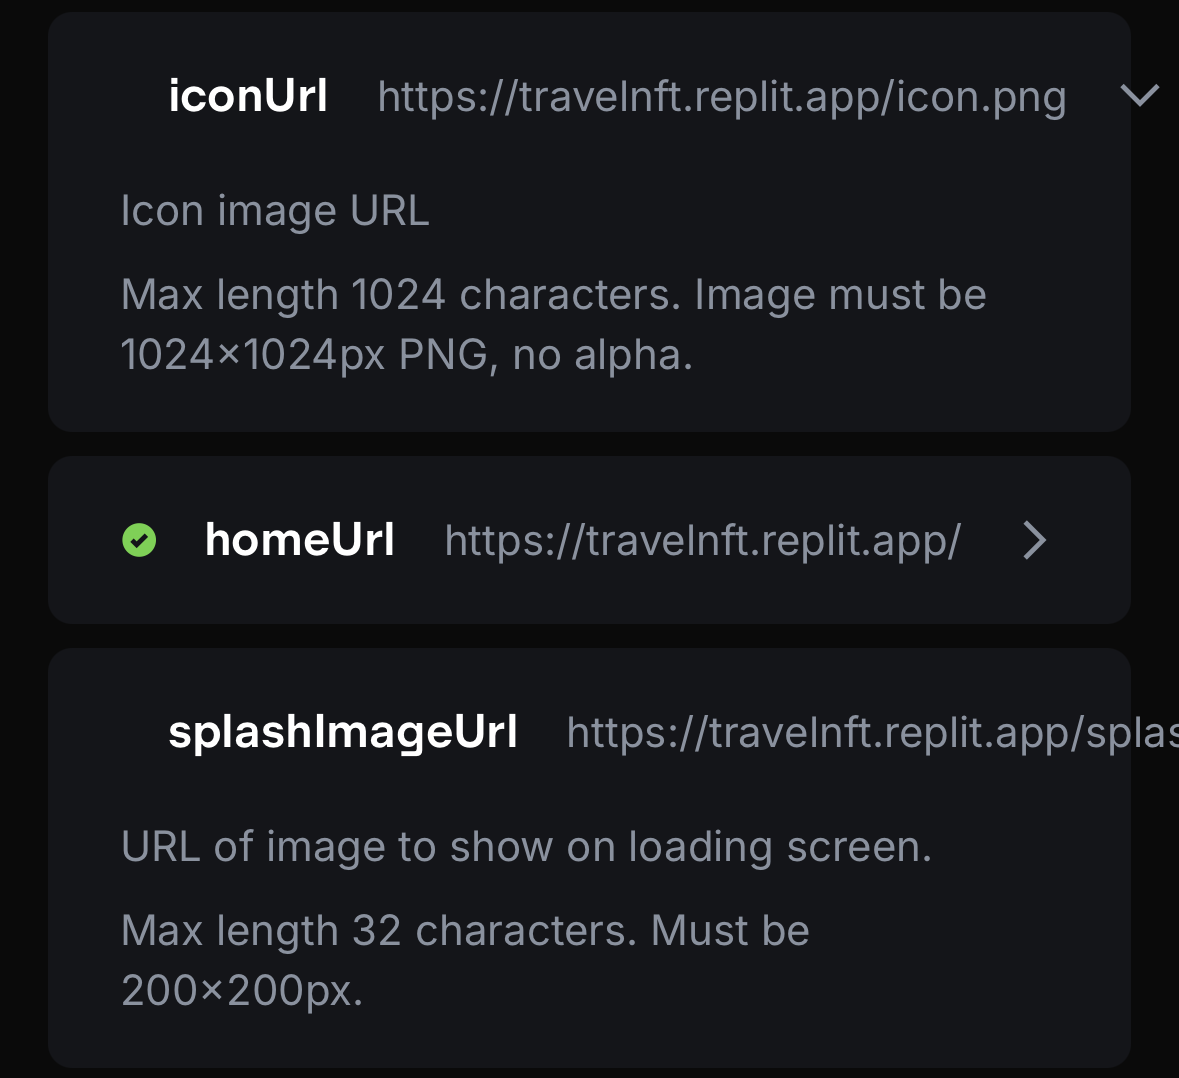 iconUrl https://travelnft.replit.app/icon.png
Icon image URL
Max length 1024 characters. Image must be
1024×1024px PNG, no alpha.
homeUrl https://travelnft.replit.app/
splashImageUrl https://travelnft.replit.app/splas
URL of image to show on loading screen.
Max length 32 characters. Must be
200×200px.